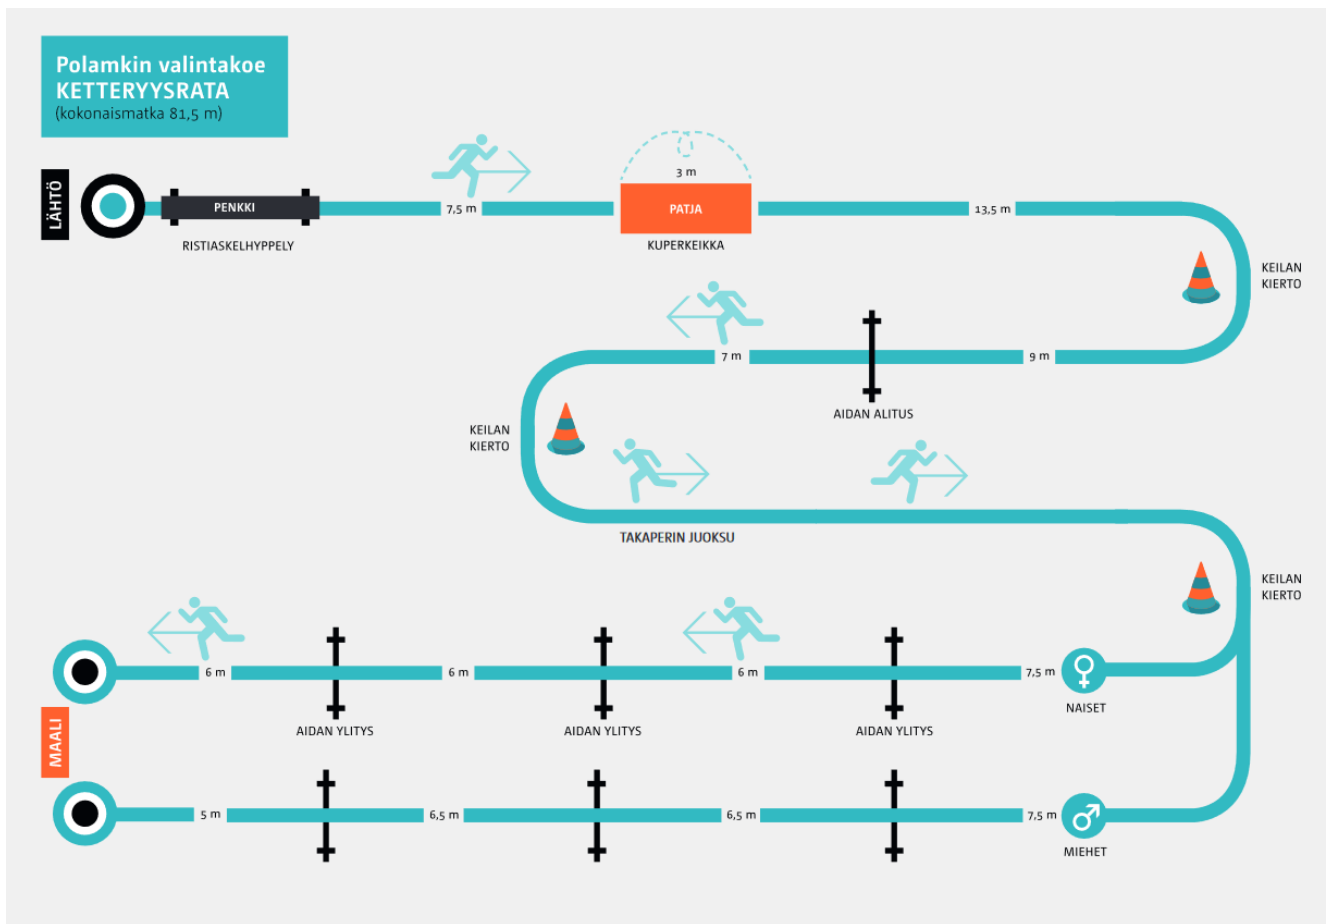 Polamkin valintakoe
KETTERYYSRATA
(kokonaismatka 81,5 m)
LÄHTÖ
PENKKI
RISTIASKELHYPPELY
7,5 m
3 m
PATJA
KUPERKEIKKA
13,5 m
KEILAN
KIERTO
7 m
9 m
AIDAN ALITUS
KEILAN
KIERTO
TAKAPERIN JUOKSU
KEILAN
KIERTO
6 m
6 m
6 m
7,5 m
NAISET
AIDAN YLITYS
AIDAN YLITYS
AIDAN YLITYS
MAALI
5 m
6,5 m
6,5 m
7,5 m
MIEHET